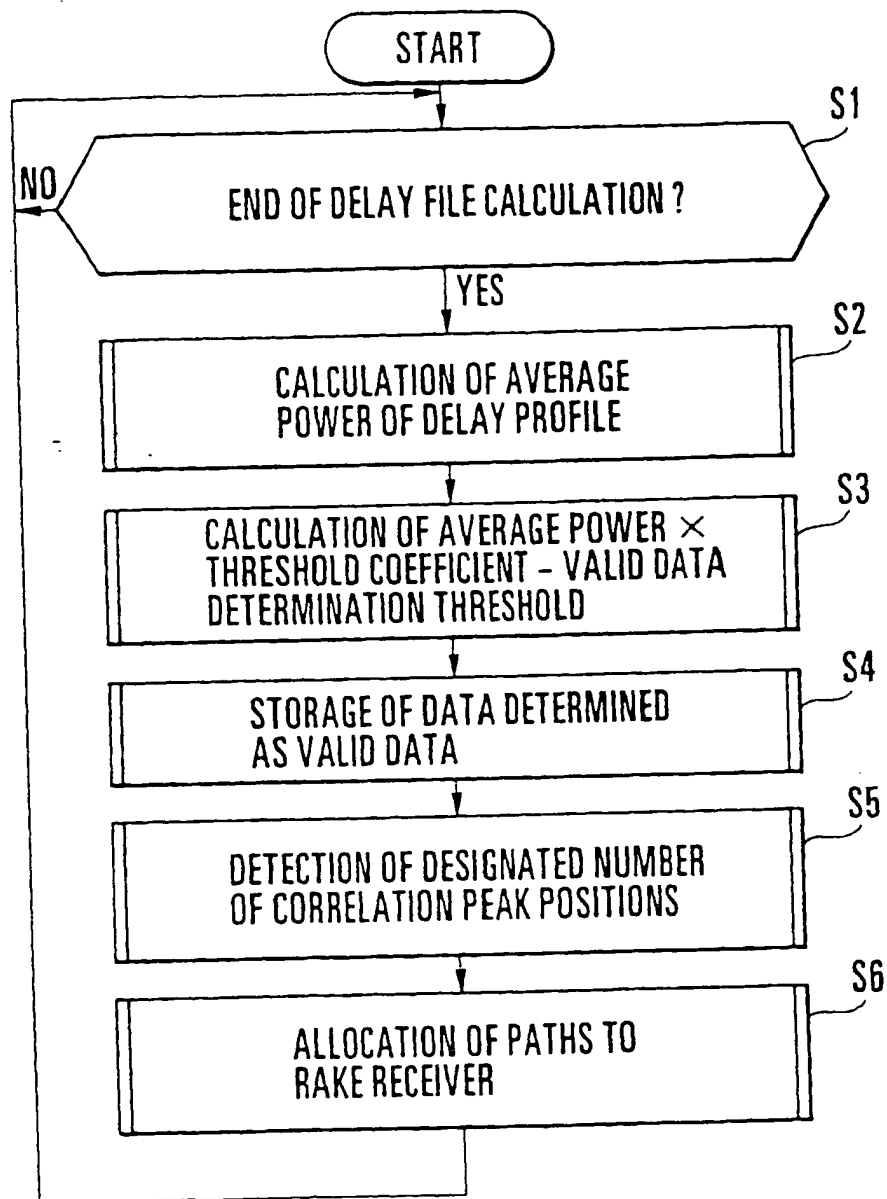 START
S1
NO
END OF DELAY FILE CALCULATION ?
YES
S2
CALCULATION OF AVERAGE
POWER OF DELAY PROFILE
S3
CALCULATION OF AVERAGE POWER ×
THRESHOLD COEFFICIENT – VALID DATA
DETERMINATION THRESHOLD
S4
STORAGE OF DATA DETERMINED
AS VALID DATA
S5
DETECTION OF DESIGNATED NUMBER
OF CORRELATION PEAK POSITIONS
S6
ALLOCATION OF PATHS TO
RAKE RECEIVER